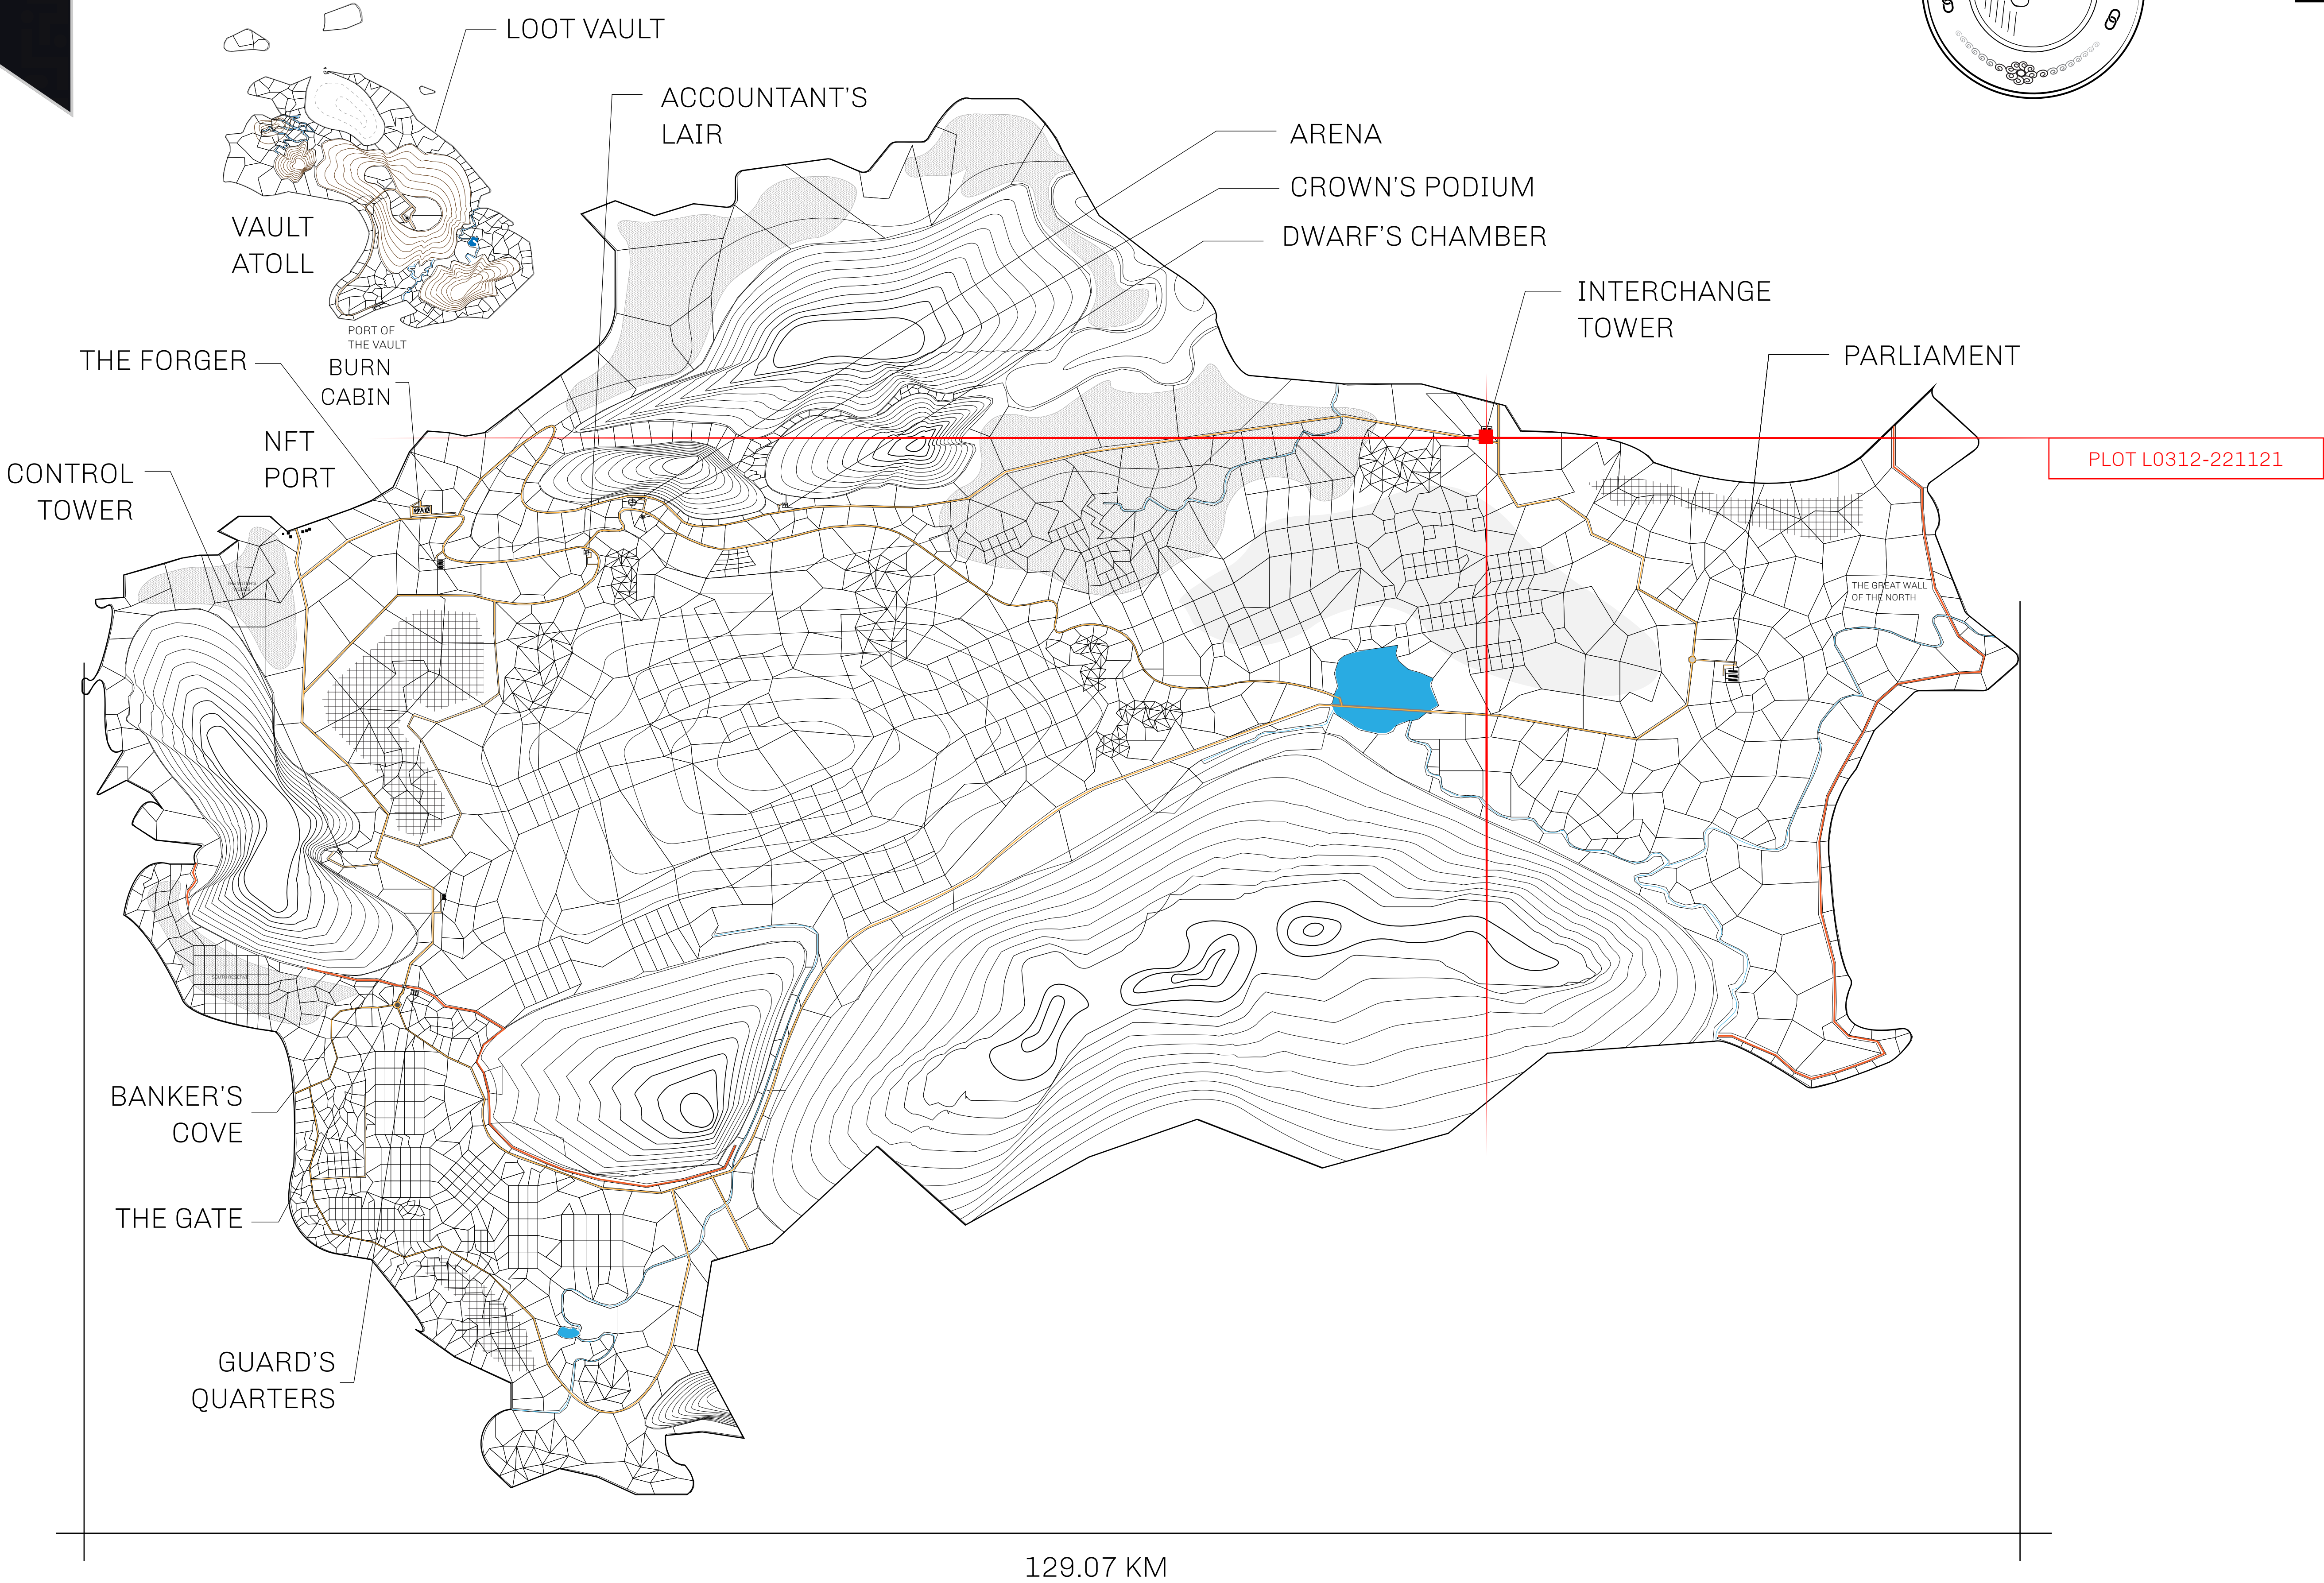 LOOT VAULT
ACCOUNTANT'S
LAIR
ARENA
CROWN'S PODIUM
DWARF'S CHAMBER
VAULT
ATOLL
INTERCHANGE
TOWER
PORT OF
THE VAULT
THE FORGER
BURN
CABIN
PARLIAMENT
NFT
PORT
CONTROL
TOWER
PLOT L0312-221121
THE GREAT WALL
OF THE NORTH
SOUTH RESERVE
BANKER'S
COVE
THE GATE
GUARD'S
QUARTERS
129.07 KM